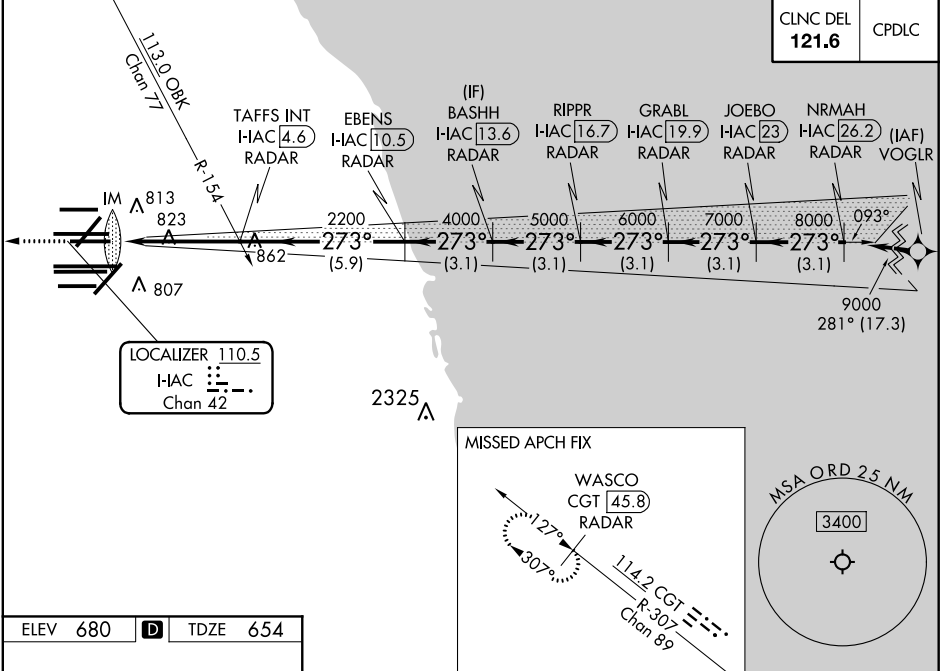 CLNC DEL
121.6
CPDLC
113.0 OBK
Chan 77
R-154
TAFFS INT
I-IAC 4.6
RADAR
EBENS
I-IAC 10.5
RADAR
(IF)
BASHH
I-IAC 13.6
RADAR
RIPPR
I-IAC 16.7
RADAR
GRABL
I-IAC 19.9
RADAR
JOEBO
I-IAC 23
RADAR
NRMAH
I-IAC 26.2
RADAR
(IAF)
VOGLR
IM
813
823
862
807
2200
4000
5000
6000
7000
8000
093°
273°
273°
273°
273°
273°
273°
(5.9)
(3.1)
(3.1)
(3.1)
(3.1)
(3.1)
9000
281° (17.3)
LOCALIZER 110.5
I-IAC
Chan 42
2325
MISSED APCH FIX
WASCO
CGT 45.8
RADAR
127°
307°
114.2 CGT
R-307
Chan 89
MSA ORD 25 NM
3400
ELEV 680 D TDZE 654